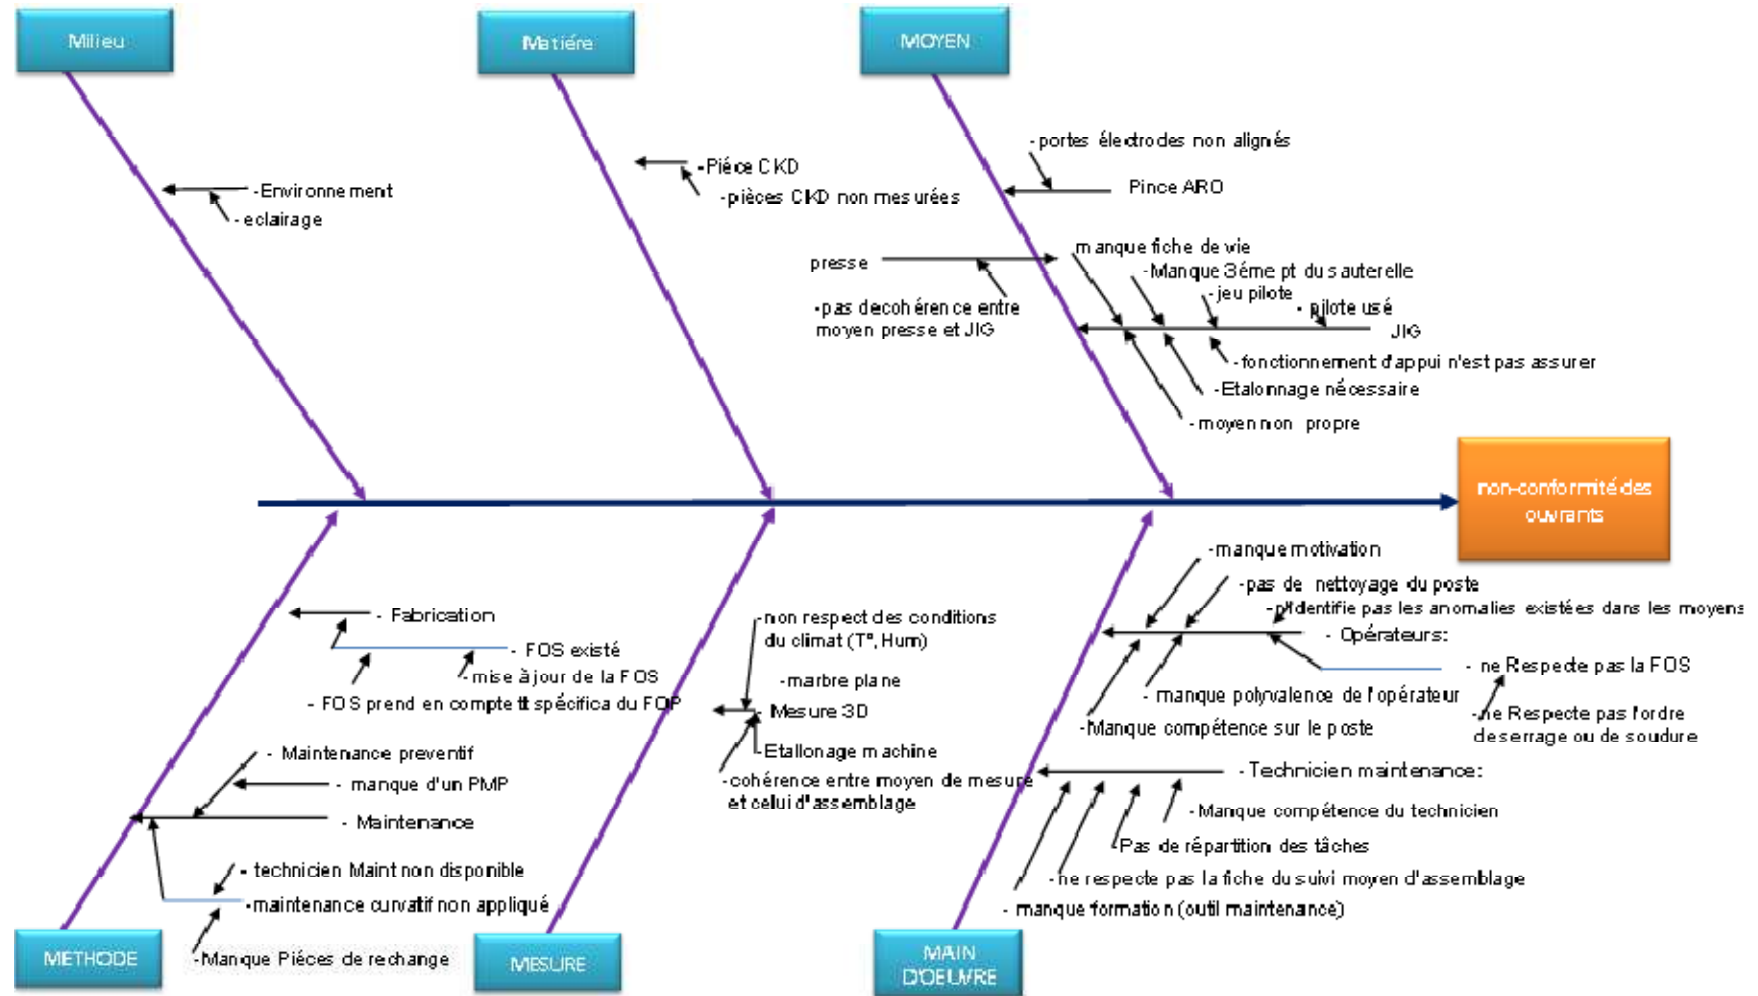 Milieu
Matiére
MOYEN
- portes électrodes non alignés
- Piéce CKD
Pince ARO
- Environnement
- pièces CKD non mesurées
- eclairage
manque fiche de vie
presse
- Manque 3éme pt du sauterelle
- jeu pilote
- pilote usé
- pas decohérence entre
moyen presse et JIG
JIG
- fonctionnement d'appui n'est pas assurer
- Etalonnage nécessaire
- moyen non propre
non-conformité des
ouvrants
- manque motivation
- pas de nettoyage du poste
identifie pas les anomalies existées dans les moyens
- Fabrication
- non respect des conditions
du climat (T°, Hum)
- Opérateurs:
- FOS existé
- ne Respecte pas la FOS
- mise à jour de la FOS
- marbre plane
- manque polyvalence de l'opérateur
- FOS prend en compte spécifica du FOP
- Mesure 3D
- ne Respecte pas l'ordre
deserrage ou de soudure
- Manque compétence sur le poste
- Maintenance preventif
- Etallonage machine
- manque d'un PMP
- cohérence entre moyen de mesure
et celui d'assemblage
- Technicien maintenance:
- Maintenance
- Manque compétence du technicien
- Pas de répartition des tâches
- technicien Maint non disponible
- ne respecte pas la fiche du suivi moyen d'assemblage
- maintenance curvatif non appliqué
- manque formation (outil maintenance)
- Manque Piéces de rechange
METHODE
MESURE
MAIN
D'OEUVRE